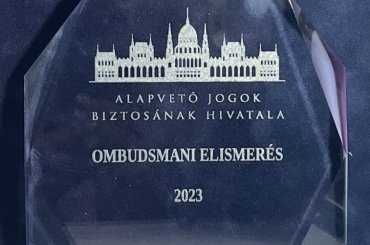 ALAPVETŐ JOGOK
BIZTOSÁNAK HIVATALA
OMBUDSMANI ELISMERÉS
2023